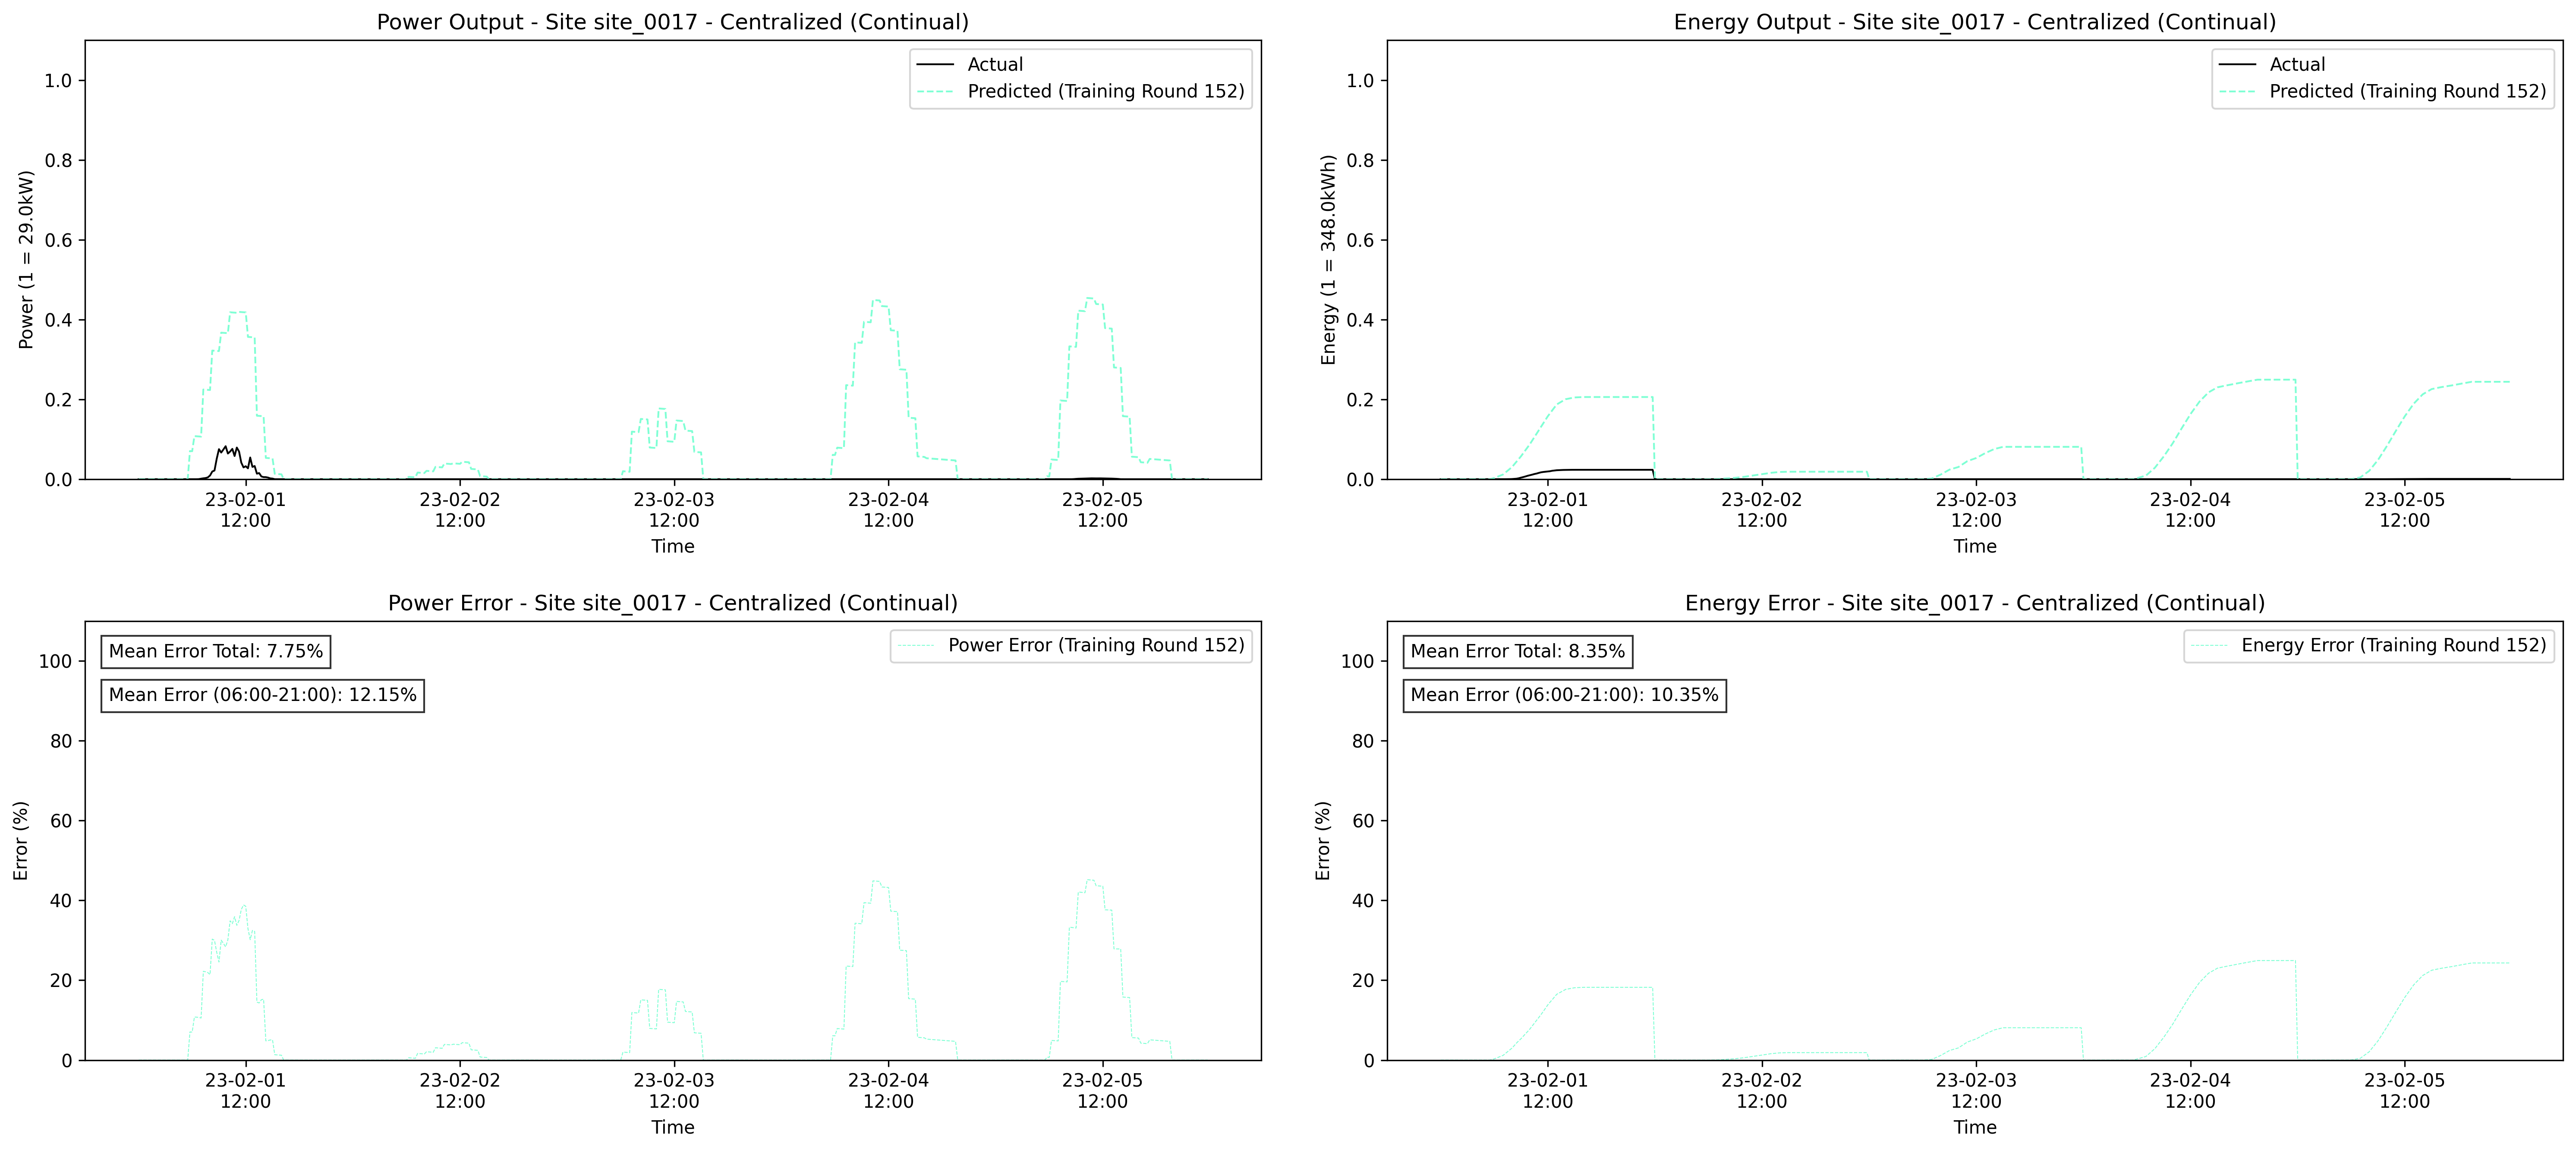 Power Output - Site site_0017 - Centralized (Continual)
Power (1 = 29.0kW)
1.0
0.8
0.6
0.4
0.2
0.0
Actual
Predicted (Training Round 152)
23-02-01
12:00
23-02-02
12:00
23-02-03
12:00
23-02-04
12:00
23-02-05
12:00
Time
Energy Output - Site site_0017 - Centralized (Continual)
Energy (1 = 348.0kWh)
1.0
0.8
0.6
0.4
0.2
0.0
Actual
Predicted (Training Round 152)
23-02-01
12:00
23-02-02
12:00
23-02-03
12:00
23-02-04
12:00
23-02-05
12:00
Time
Power Error - Site site_0017 - Centralized (Continual)
Error (%)
100
80
60
40
20
0
Mean Error Total: 7.75%
Mean Error (06:00-21:00): 12.15%
Power Error (Training Round 152)
23-02-01
12:00
23-02-02
12:00
23-02-03
12:00
23-02-04
12:00
23-02-05
12:00
Time
Energy Error - Site site_0017 - Centralized (Continual)
Error (%)
100
80
60
40
20
0
Mean Error Total: 8.35%
Mean Error (06:00-21:00): 10.35%
Energy Error (Training Round 152)
23-02-01
12:00
23-02-02
12:00
23-02-03
12:00
23-02-04
12:00
23-02-05
12:00
Time